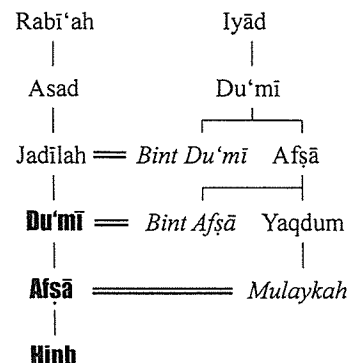 Rabī‘ah Iyād
Asad Du‘mī
Jadīlah Bint Du‘mī Afṣā
Du‘mī Bint Afṣā Yaqdum
Afṣā Mulaykah
Hinb